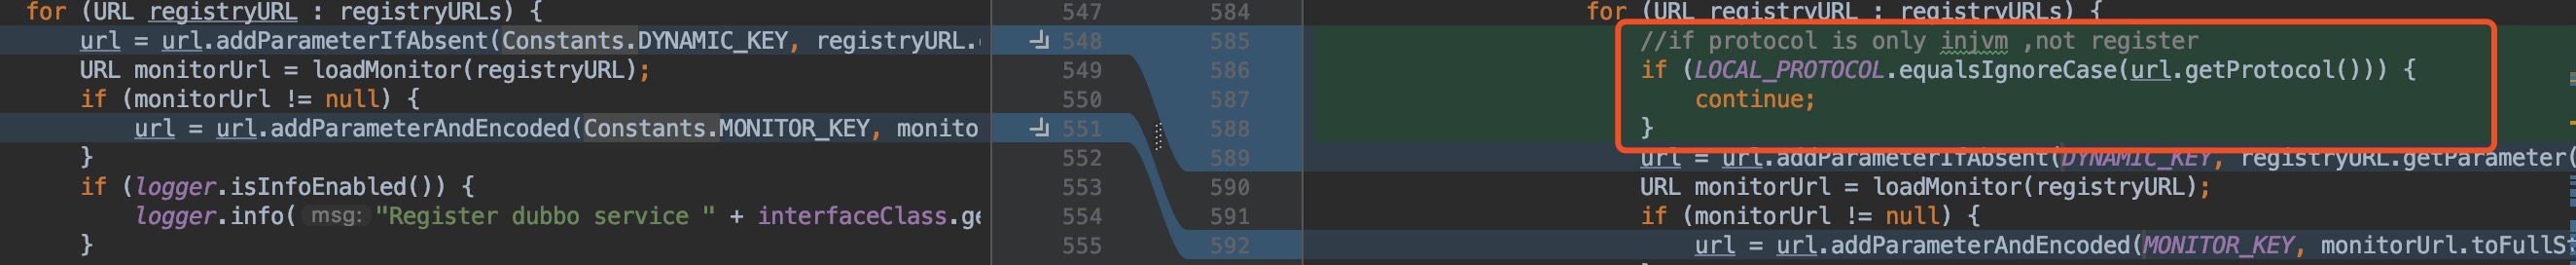 for (URL registryURL : registryURLs) {
url = url.addParameterIfAbsent(Constants.DYNAMIC_KEY, registryURL.
URL monitorUrl = loadMonitor(registryURL);
if (monitorUrl != null) {
url = url.addParameterAndEncoded(Constants.MONITOR_KEY, monito
}
if (logger.isInfoEnabled()) {
logger.info( msg: "Register dubbo service " + interfaceClass.ge
}
547 584
548 585
549 586
550 587
551 588
552 589
553 590
554 591
555 592
for (URL registryURL : registryURLs) {
//if protocol is only injvm ,not register
if (LOCAL_PROTOCOL.equalsIgnoreCase(url.getProtocol())) {
continue;
}
url = url.addParameterIfAbsent(DYNAMIC_KEY, registryURL.getParameter(
URL monitorUrl = loadMonitor(registryURL);
if (monitorUrl != null) {
url = url.addParameterAndEncoded(MONITOR_KEY, monitorUrl.toFullSt